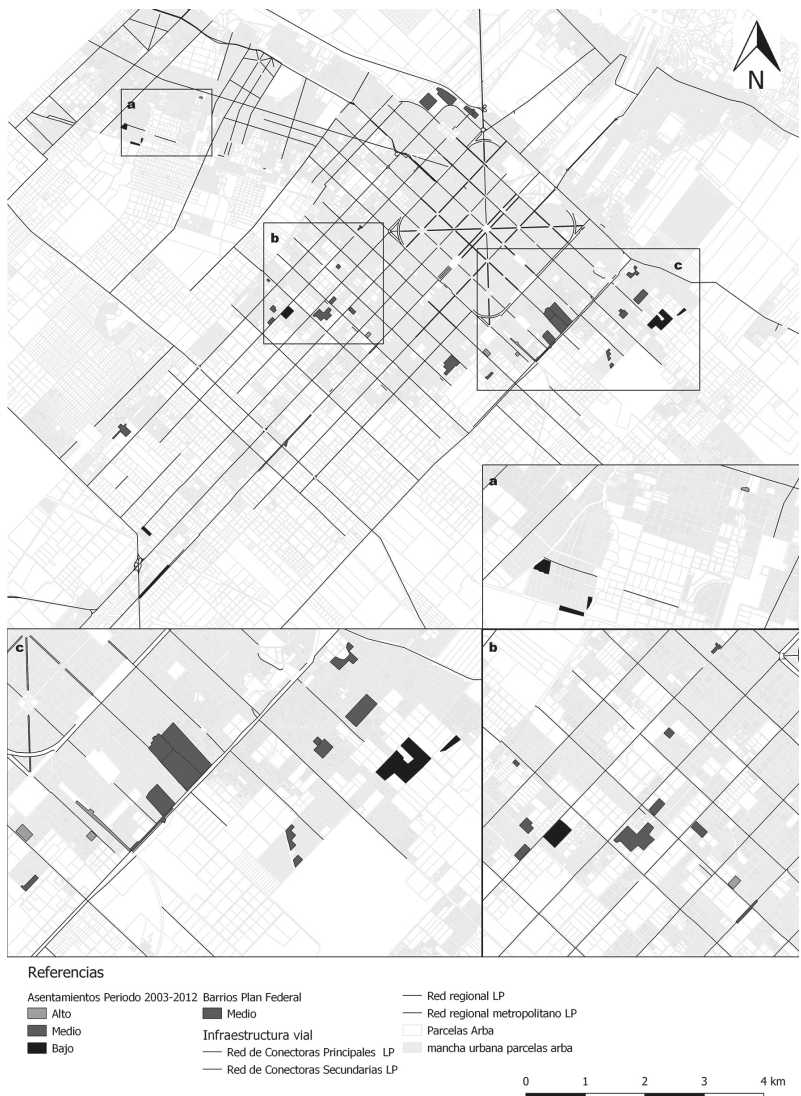 N
a
b
c
a
c
b
Referencias
Asentamientos Periodo 2003-2012
Alto
Medio
Bajo
Barrios Plan Federal
Medio
Infraestructura vial
Red de Conectoras Principales LP
Red de Conectoras Secundarias LP
Red regional LP
Red regional metropolitano LP
Parcelas Arba
mancha urbana parcelas arba
0 1 2 3 4 km